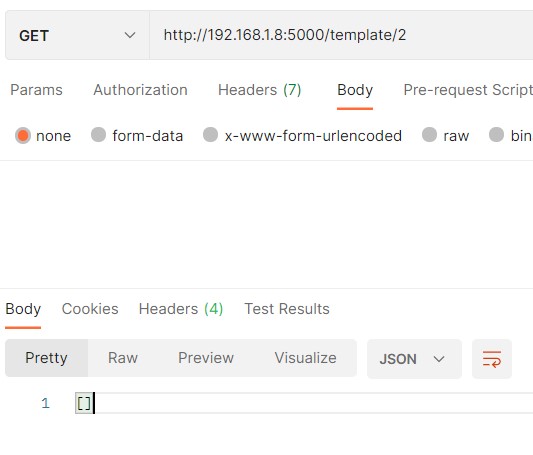 GET http://192.168.1.8:5000/template/2
Params Authorization Headers (7) Body Pre-request Script
none form-data x-www-form-urlencoded raw bin
Body Cookies Headers (4) Test Results
Pretty Raw Preview Visualize JSON
1 []